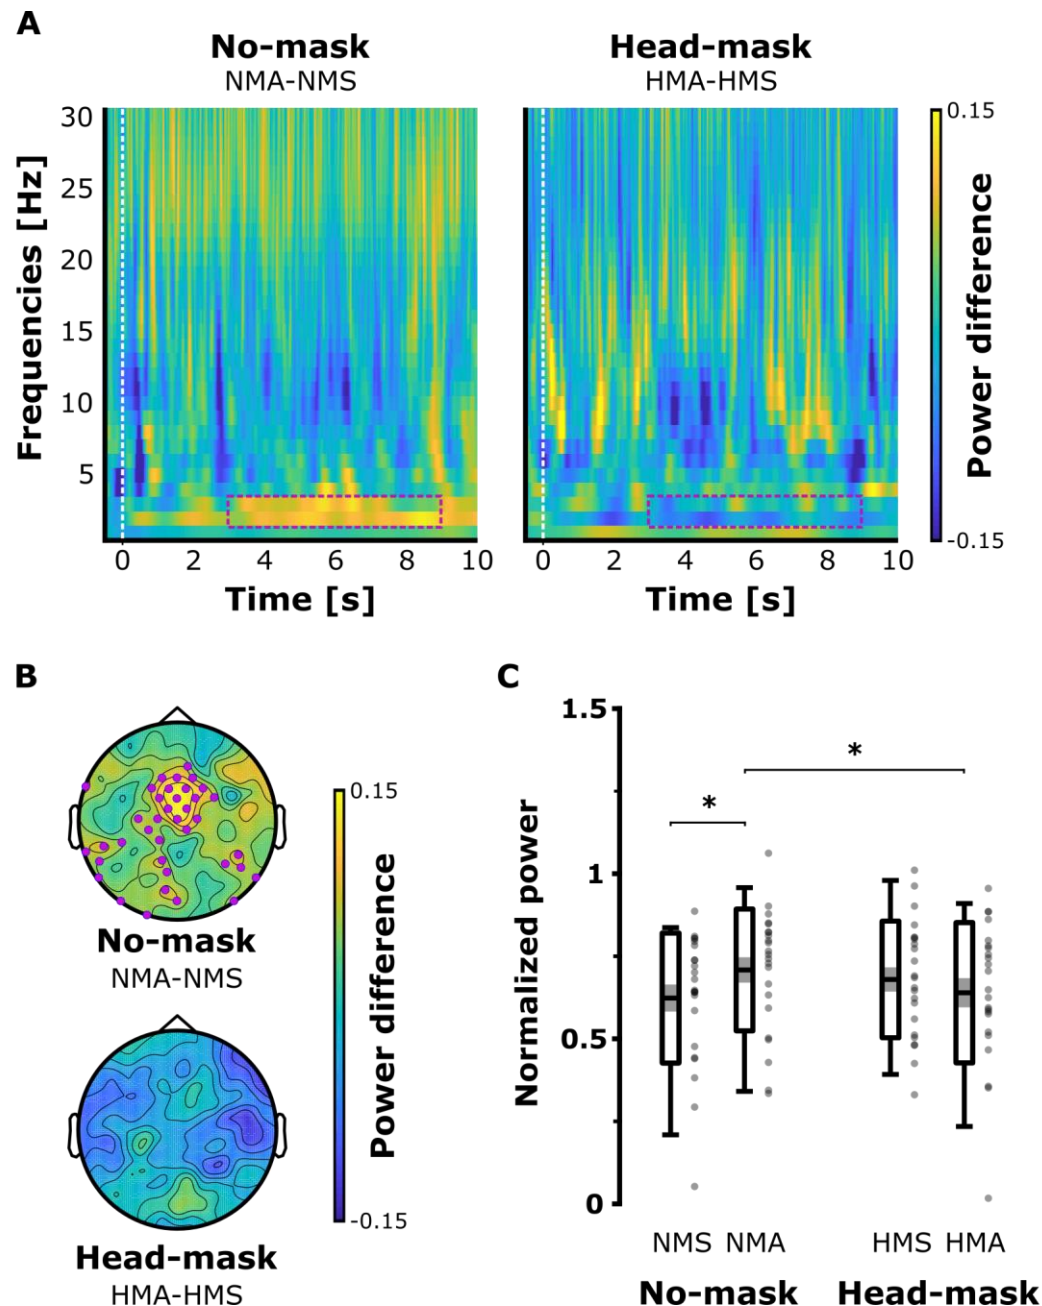 A
No-mask
NMA-NMS
Head-mask
HMA-HMS
Frequencies [Hz]
30
25
20
15
10
5
0 2 4 6 8 10
Time [s]
0 2 4 6 8 10
Time [s]
0.15
Power difference
-0.15
B
No-mask
NMA-NMS
Head-mask
HMA-HMS
0.15
Power difference
-0.15
C
Normalized power
1.5
1
0.5
0
*
*
NMS NMA HMS HMA
No-mask Head-mask